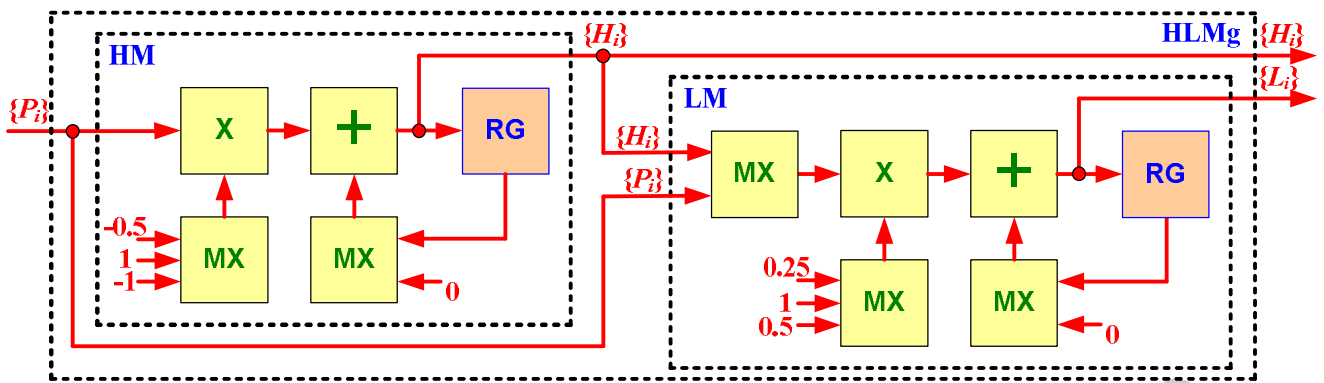 HLMg
{Hi}
{Hi}
HM
{Pi}
X
+
RG
-0.5
1
-1
MX
MX
0
{Li}
LM
{Hi}
{Pi}
MX
X
+
RG
0.25
1
0.5
MX
MX
0